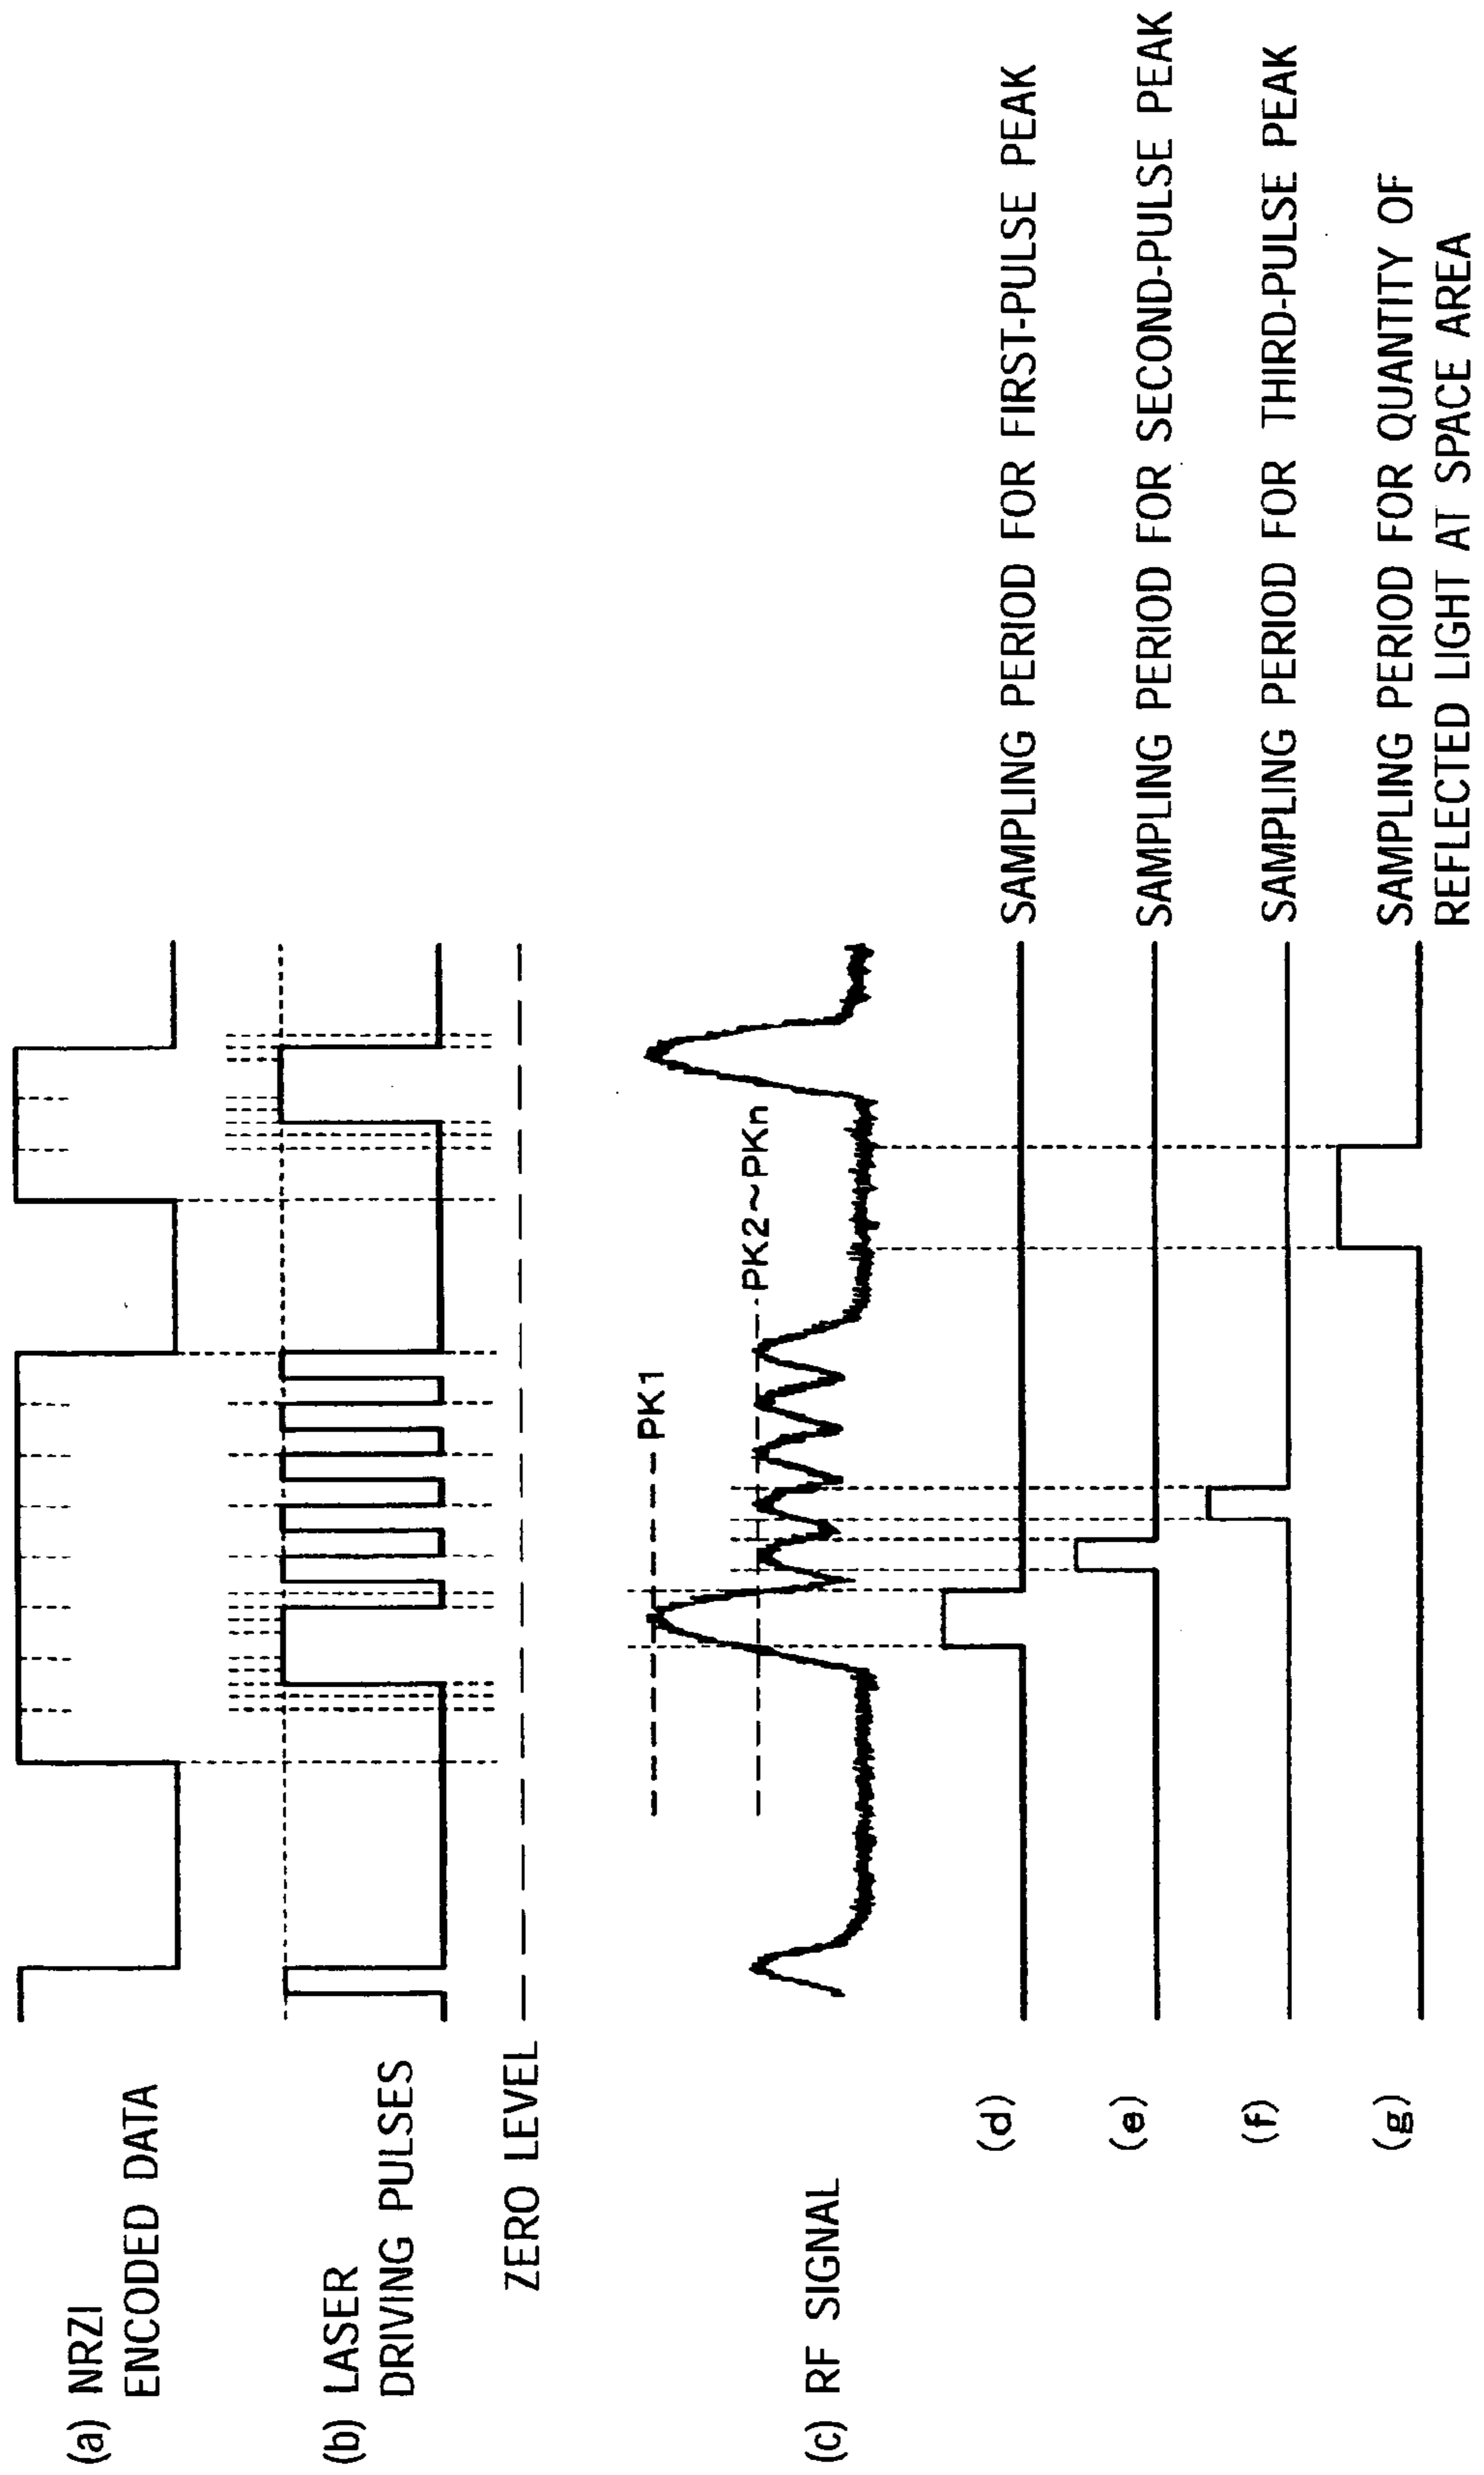 (a) NRZI
ENCODED DATA
(b) LASER
DRIVING PULSES
ZERO LEVEL
PK1
PK2~PKn
(c) RF SIGNAL
(d)
SAMPLING PERIOD FOR FIRST-PULSE PEAK
(e)
SAMPLING PERIOD FOR SECOND-PULSE PEAK
(f)
SAMPLING PERIOD FOR THIRD-PULSE PEAK
(g)
SAMPLING PERIOD FOR QUANTITY OF
REFLECTED LIGHT AT SPACE AREA